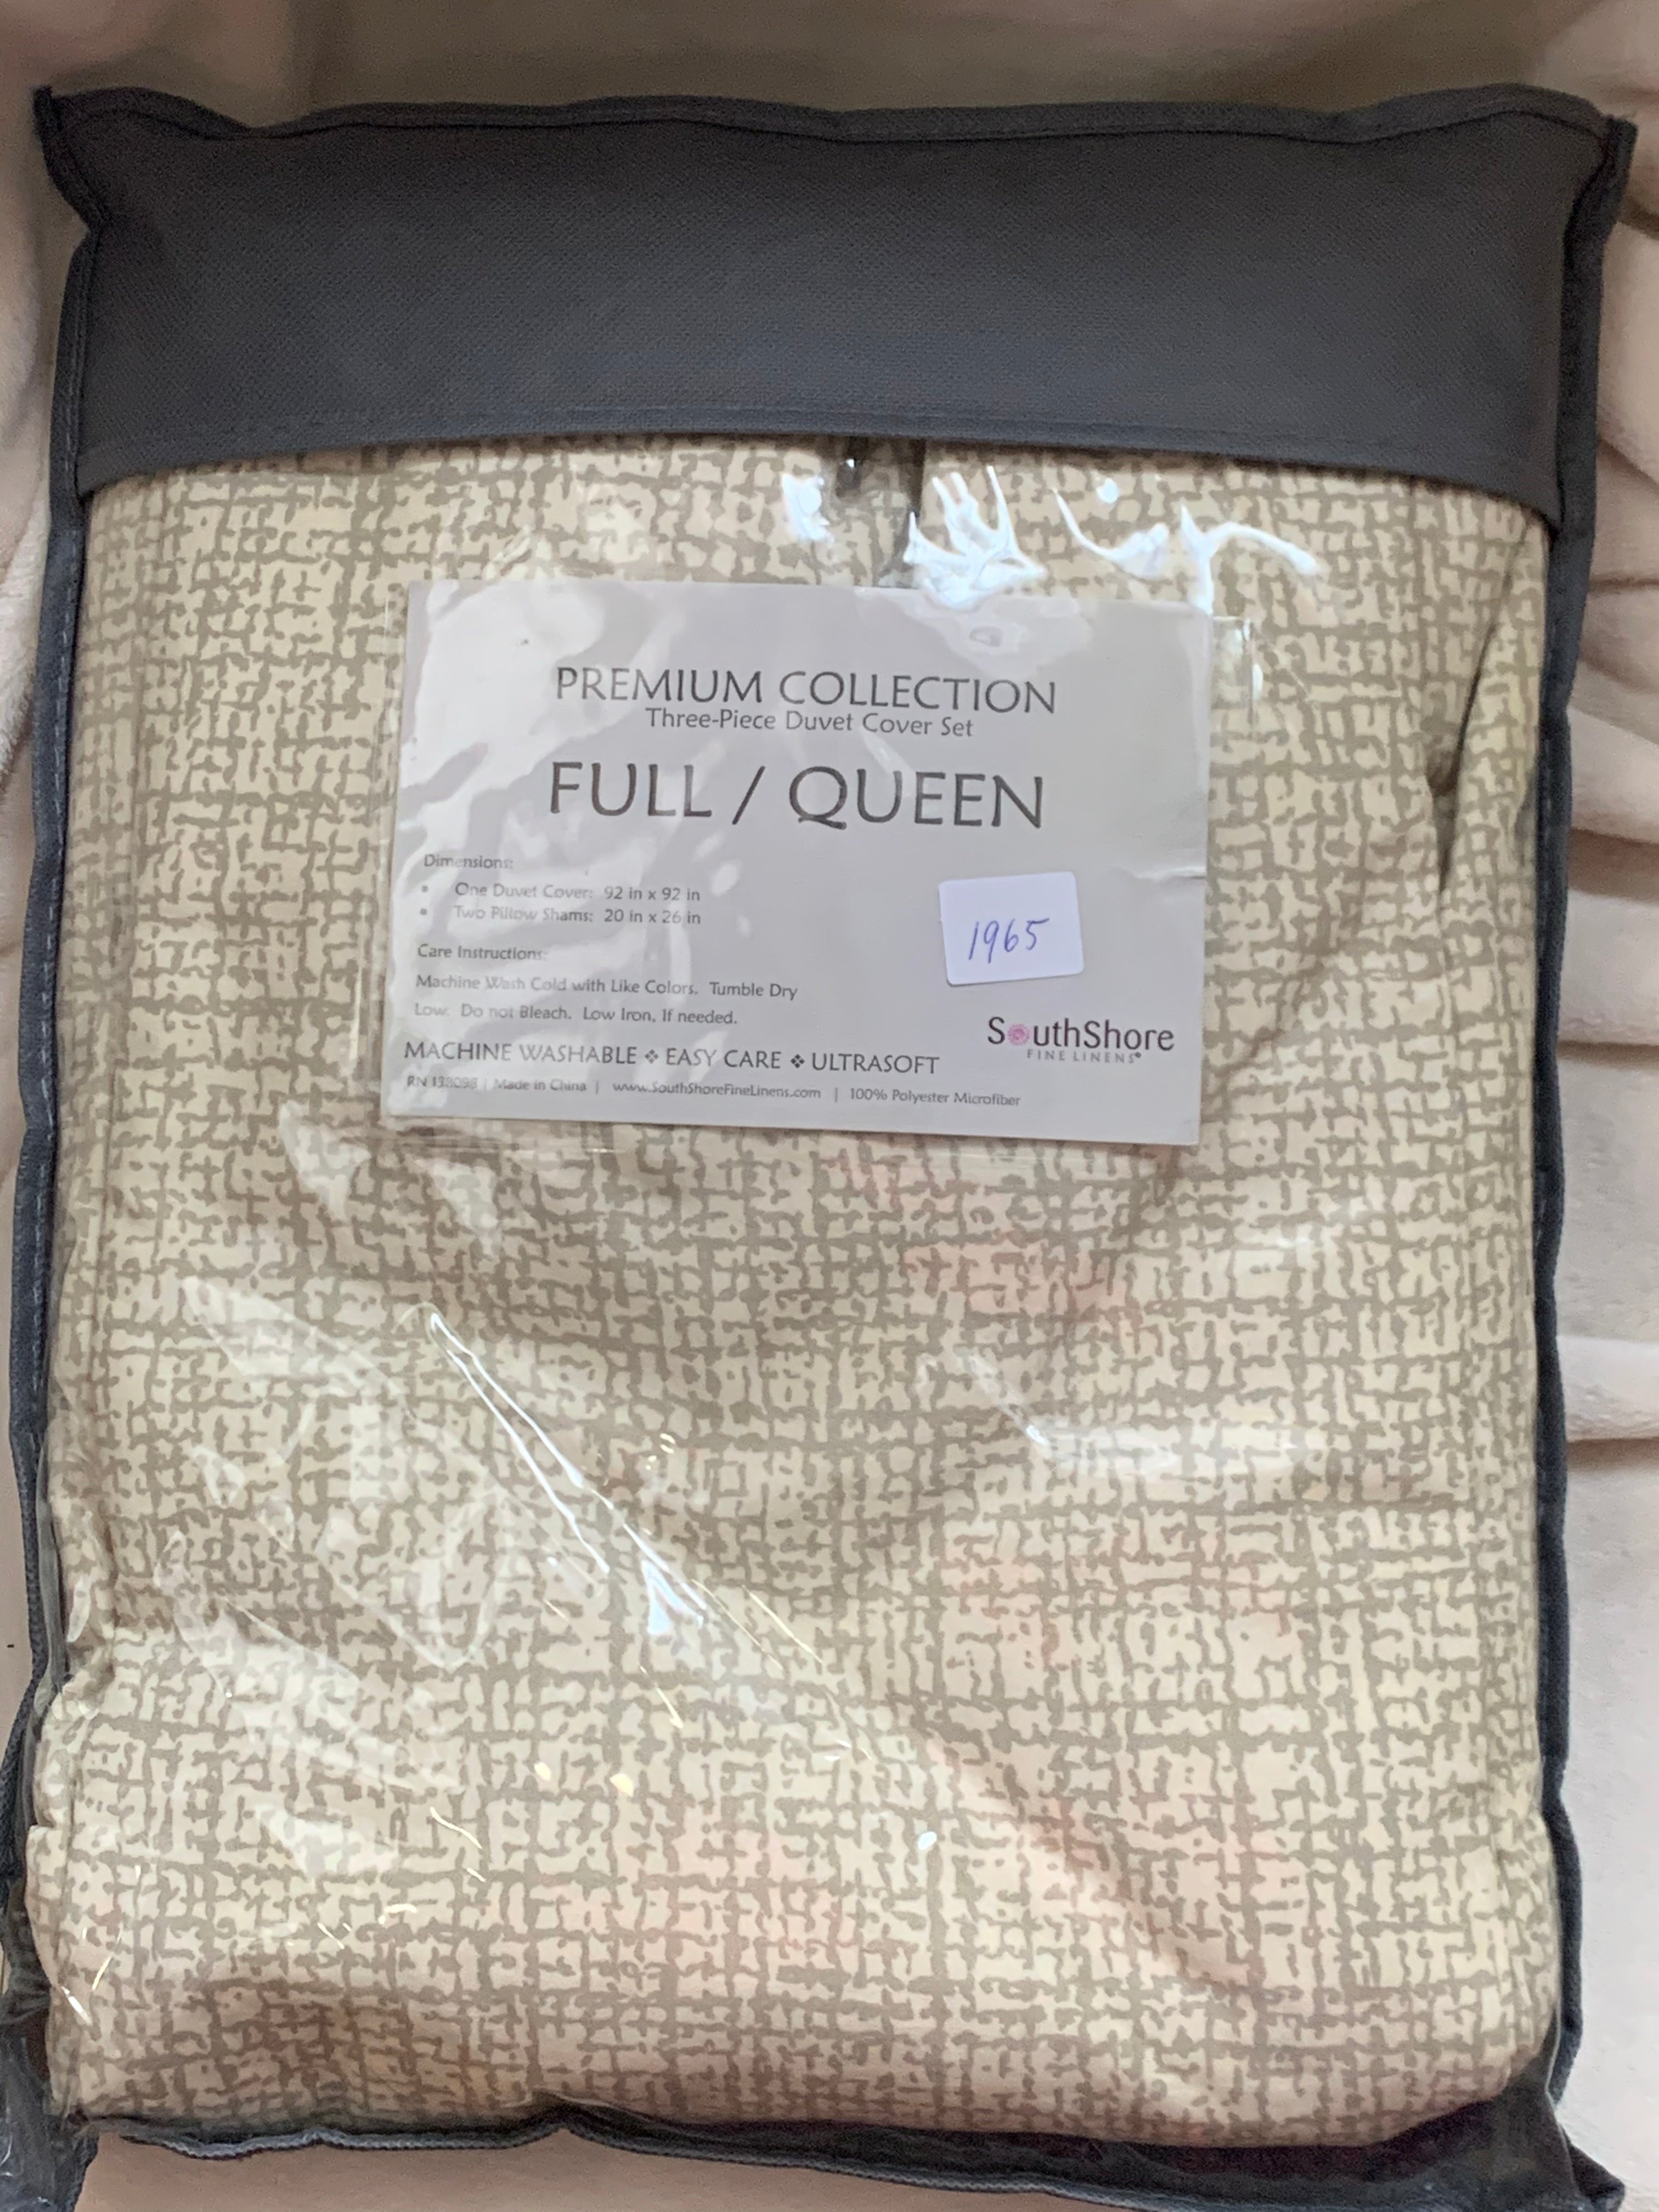 PREMIUM COLLECTION
Three-Piece Duvet Cover Set
FULL / QUEEN
Dimensions:
• One Duvet Cover: 92 in x 92 in
• Two Pillow Shams: 20 in x 26 in
1965
Care Instructions:
Machine Wash Cold with Like Colors. Tumble Dry
Low. Do not Bleach. Low Iron, If needed.
SouthShore
FINE LINENS®
MACHINE WASHABLE ❖ EASY CARE ❖ ULTRASOFT
RN | Made in China | www.SouthShoreFineLinens.com | 100% Polyester Microfiber